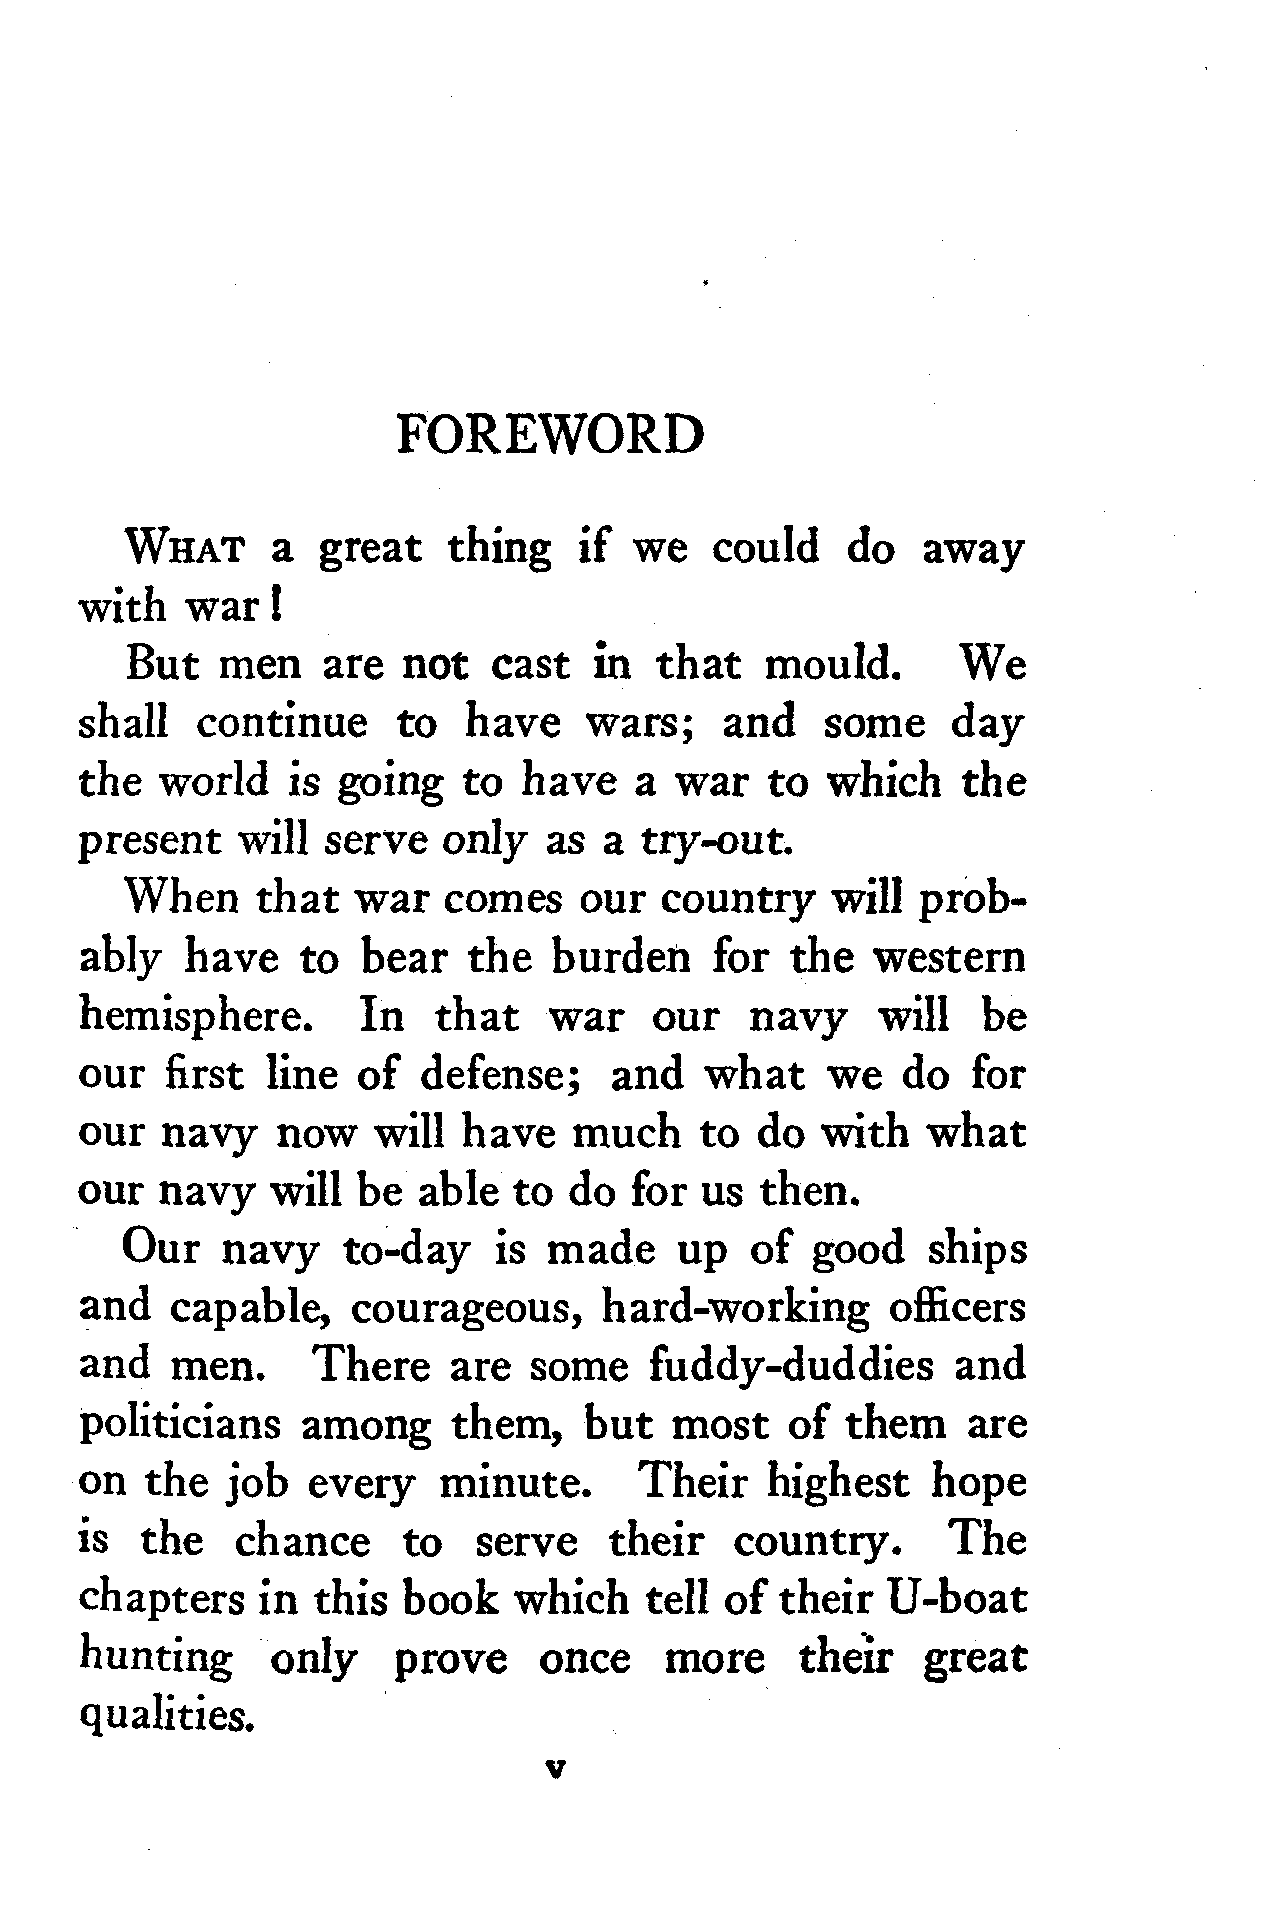 FOREWORD
WHAT a great thing if we could do away
with war!
But men are not cast in that mould. We
shall continue to have wars; and some day
the world is going to have a war to which the
present will serve only as a try-out.
When that war comes our country will prob-
ably have to bear the burden for the western
hemisphere. In that war our navy will be
our first line of defense; and what we do for
our navy now will have much to do with what
our navy will be able to do for us then.
Our navy to-day is made up of good ships
and capable, courageous, hard-working officers
and men. There are some fuddy-duddies and
politicians among them, but most of them are
on the job every minute. Their highest hope
is the chance to serve their country. The
chapters in this book which tell of their U-boat
hunting only prove once more their great
qualities.
v